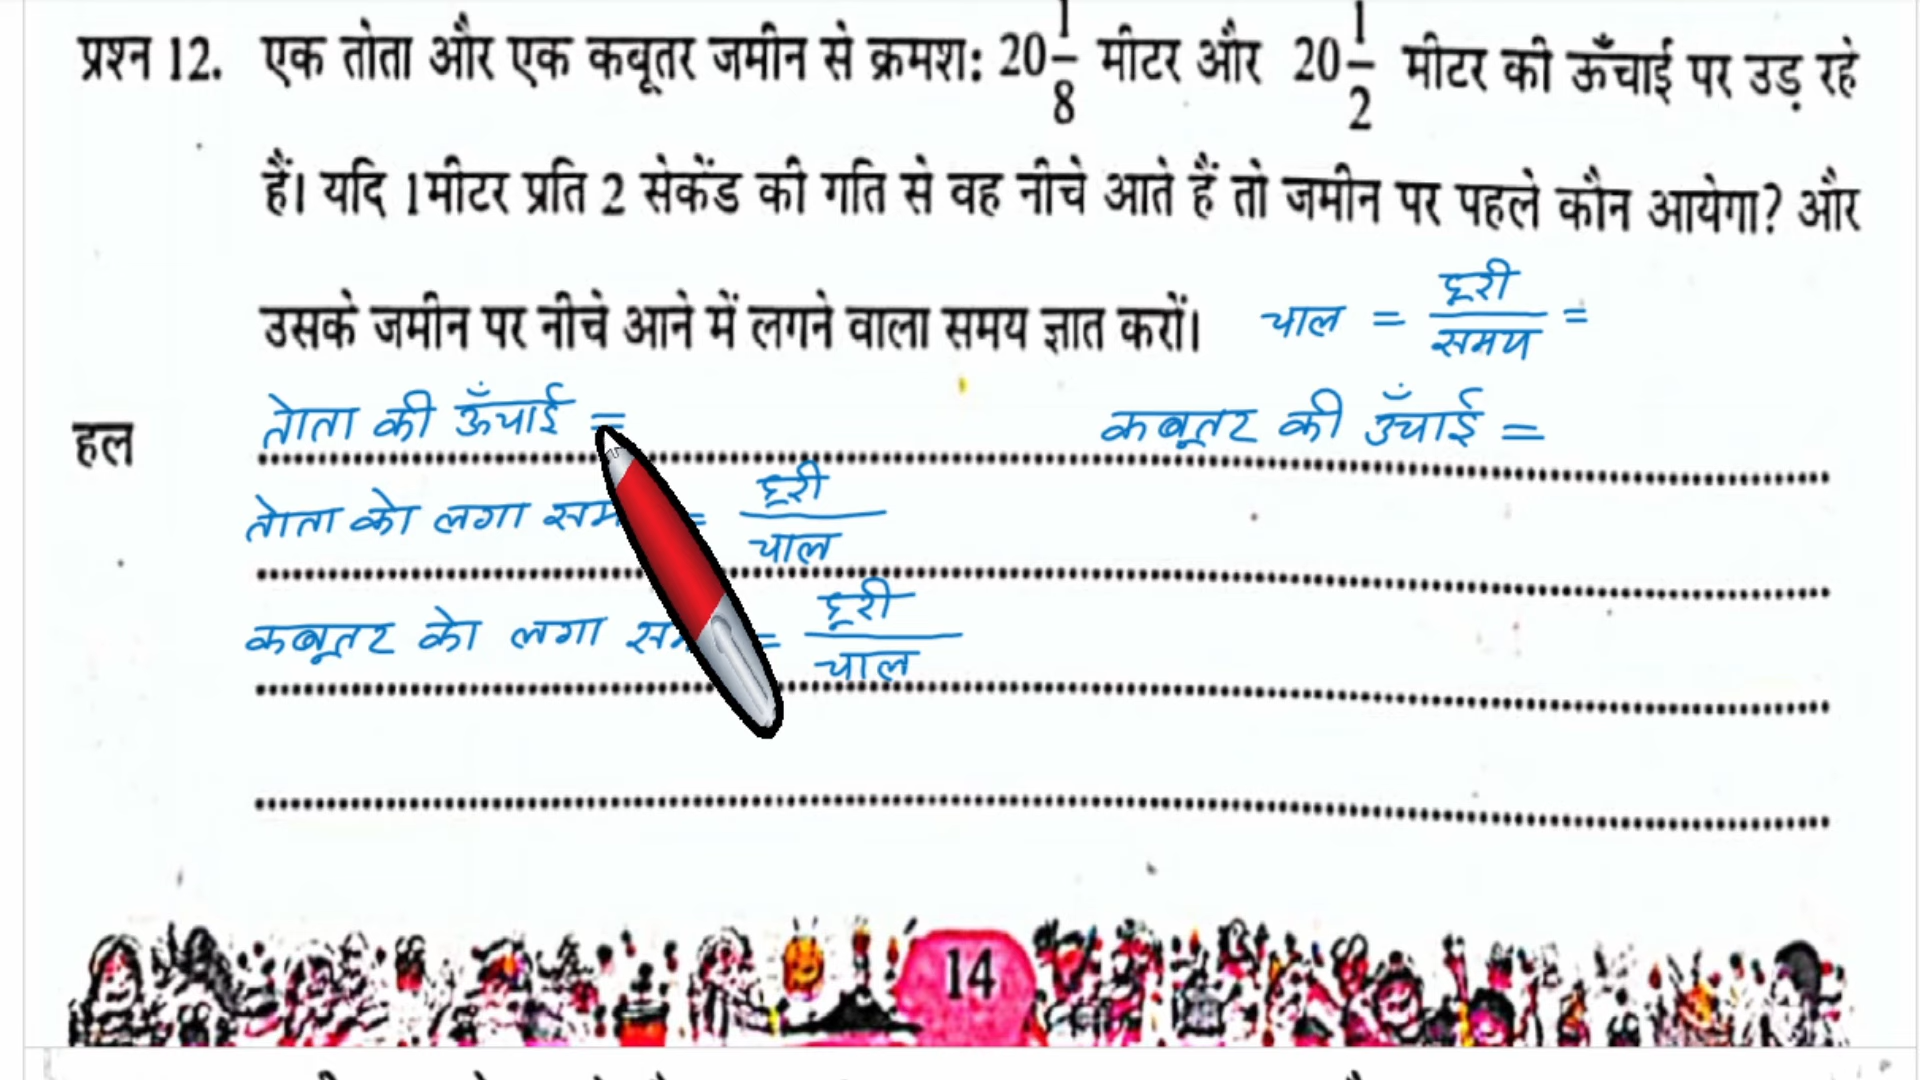 प्रश्न 12. एक तोता और एक कबूतर जमीन से क्रमश: 20 1/8 मीटर और 20 1/2 मीटर की ऊँचाई पर उड़ रहे
हैं। यदि 1मीटर प्रति 2 सेकेंड की गति से वह नीचे आते हैं तो जमीन पर पहले कौन आयेगा? और
उसके जमीन पर नीचे आने में लगने वाला समय ज्ञात करों। चाल = दूरी/समय =
हल तोता की ऊँचाई = कबूतर की उँचाई =
तोता को लगा = दूरी/चाल
कबूतर को लगा = दूरी/चाल
14